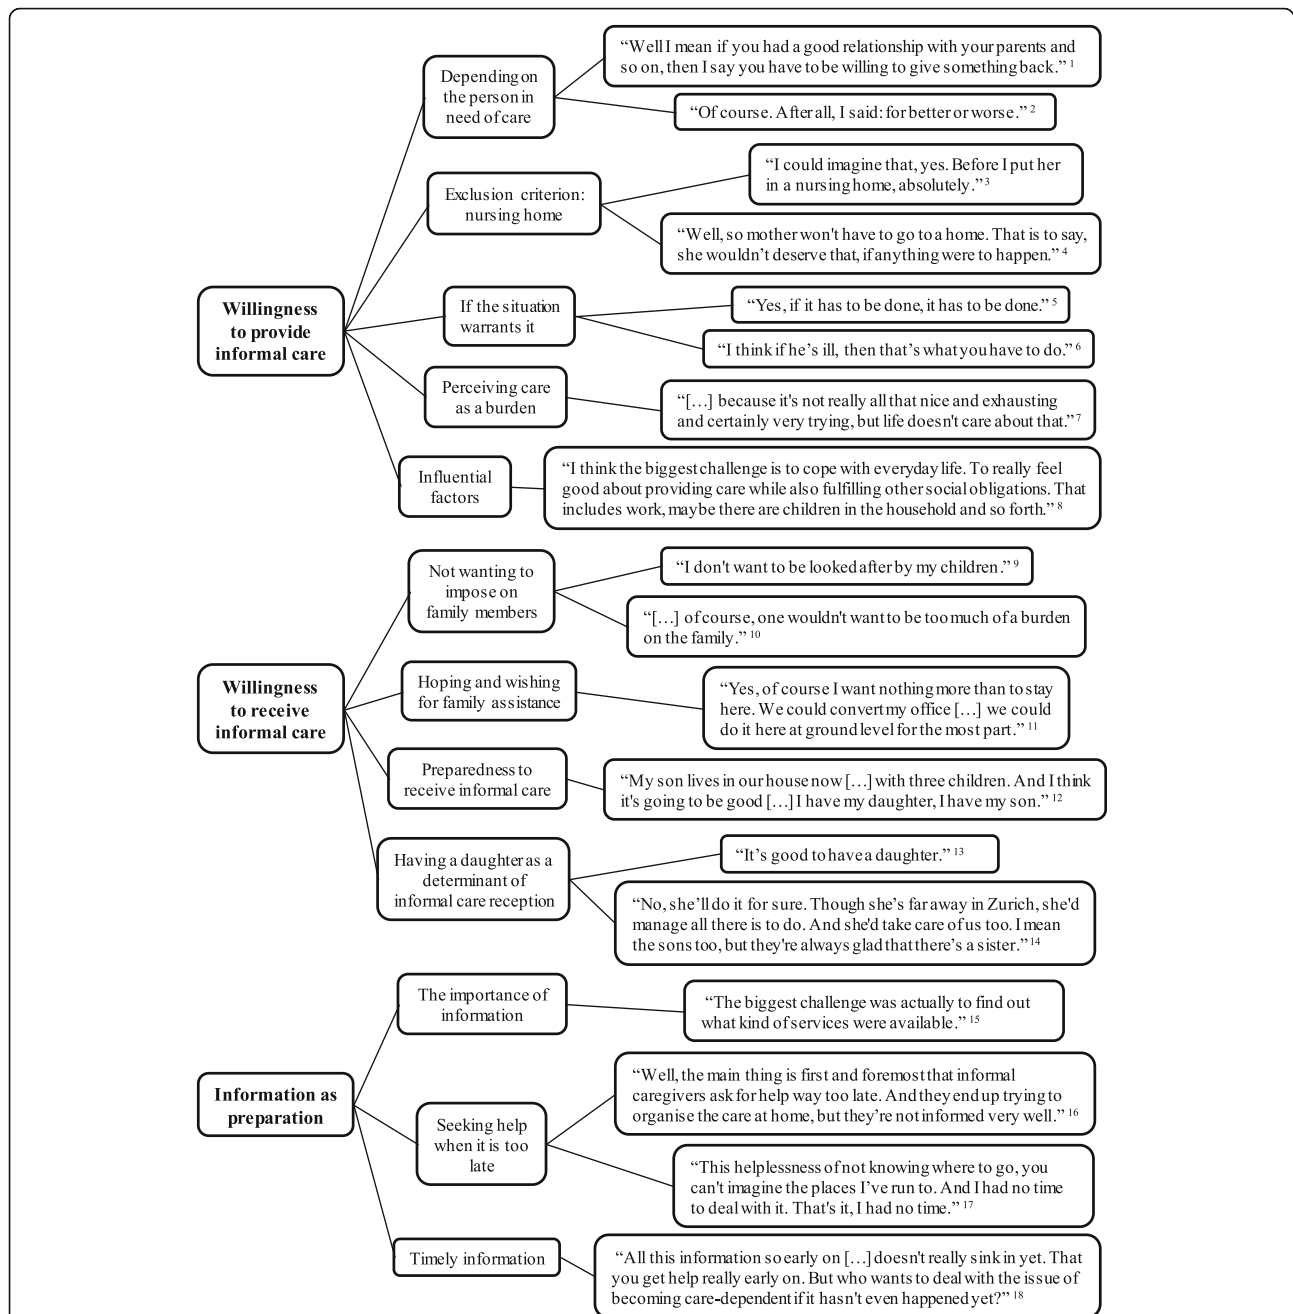 Willingness
to provide
informal care
Depending on
the person in
need of care
“Well I mean if you had a good relationship with your parents and
so on, then I say you have to be willing to give something back.” 1
“Of course. After all, I said: for better or worse.” 2
Exclusion criterion:
nursing home
“I could imagine that, yes. Before I put her
in a nursing home, absolutely.” 3
“Well, so mother won't have to go to a home. That is to say,
she wouldn’t deserve that, if anything were to happen.” 4
If the situation
warrants it
“Yes, if it has to be done, it has to be done.” 5
“I think if he’s ill, then that’s what you have to do.” 6
Perceiving care
as a burden
“[…] because it's not really all that nice and exhausting
and certainly very trying, but life doesn't care about that.” 7
Influential
factors
“I think the biggest challenge is to cope with everyday life. To really feel
good about providing care while also fulfilling other social obligations. That
includes work, maybe there are children in the household and so forth.” 8
Willingness
to receive
informal care
Not wanting to
impose on
family members
“I don't want to be looked after by my children.” 9
“[…] of course, one wouldn't want to be too much of a burden
on the family.” 10
Hoping and wishing
for family assistance
“Yes, of course I want nothing more than to stay
here. We could convert my office […] we could
do it here at ground level for the most part.” 11
Preparedness to
receive informal care
“My son lives in our house now […] with three children. And I think
it's going to be good […] I have my daughter, I have my son.” 12
Having a daughter as a
determinant of
informal care reception
“It’s good to have a daughter.” 13
“No, she’ll do it for sure. Though she’s far away in Zurich, she'd
manage all there is to do. And she'd take care of us too. I mean
the sons too, but they're always glad that there’s a sister.” 14
Information as
preparation
The importance of
information
“The biggest challenge was actually to find out
what kind of services were available.” 15
Seeking help
when it is too
late
“Well, the main thing is first and foremost that informal
caregivers ask for help way too late. And they end up trying to
organise the care at home, but they’re not informed very well.” 16
“This helplessness of not knowing where to go, you
can't imagine the places I’ve run to. And I had no time
to deal with it. That's it, I had no time.” 17
Timely information
“All this information so early on […] doesn't really sink in yet. That
you get help really early on. But who wants to deal with the issue of
becoming care-dependent if it hasn't even happened yet?” 18